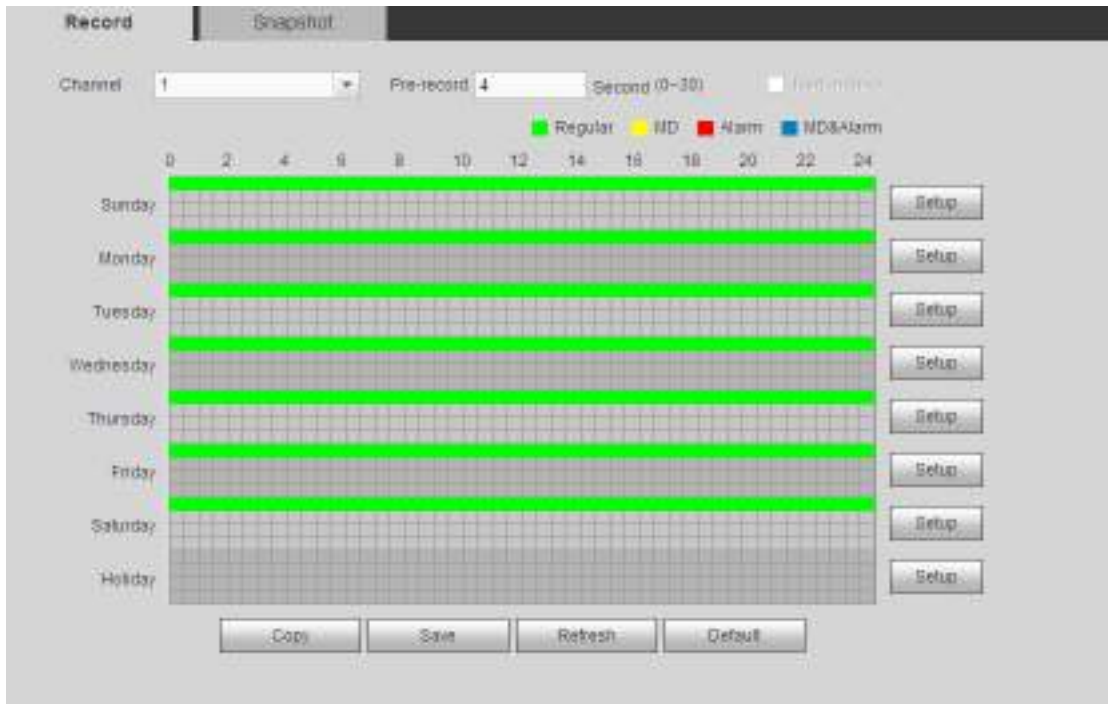 Record Snapshot
Channel 1 Pre-record 4 Second (0~30)
Regular MD Alarm MD&Alarm
0 2 4 6 8 10 12 14 16 18 20 22 24
Sunday Setup
Monday Setup
Tuesday Setup
Wednesday Setup
Thursday Setup
Friday Setup
Saturday Setup
Holiday Setup
Copy Save Refresh Default